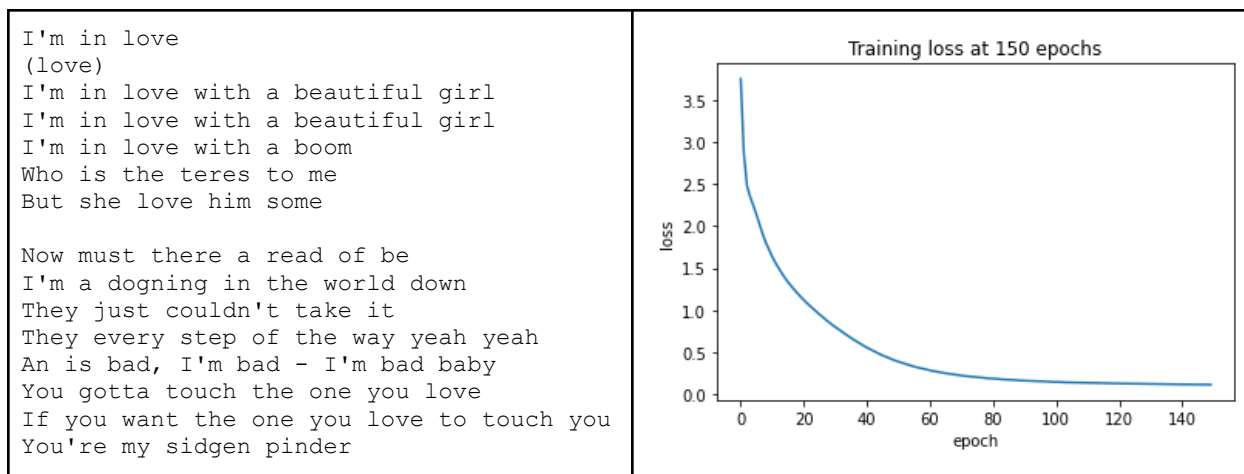 I'm in love
(love)
I'm in love with a beautiful girl
I'm in love with a beautiful girl
I'm in love with a boom
Who is the teres to me
But she love him some
Now must there a read of be
I'm a dogning in the world down
They just couldn't take it
They every step of the way yeah yeah
An is bad, I'm bad - I'm bad baby
You gotta touch the one you love
If you want the one you love to touch you
You're my sidgen pinder
Training loss at 150 epochs
3.5
3.0
2.5
2.0
1.5
1.0
0.5
0.0
loss
0 20 40 60 80 100 120 140
epoch